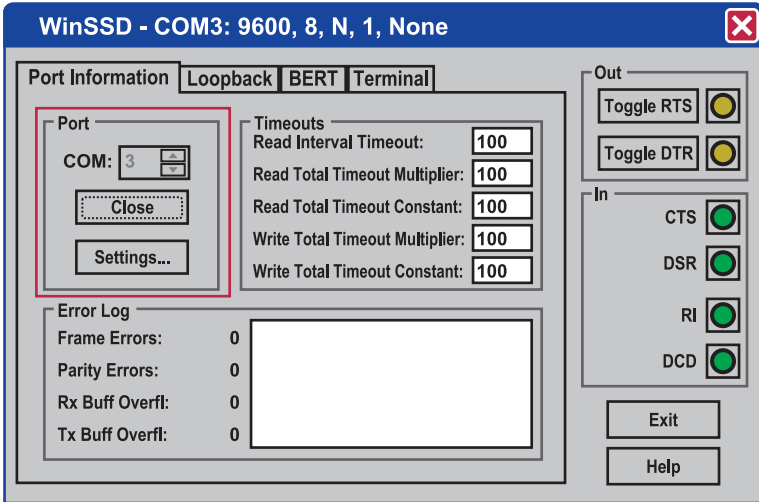 WinSSD - COM3: 9600, 8, N, 1, None
Port Information Loopback BERT Terminal
Port
COM: 3
Close
Settings...
Timeouts
Read Interval Timeout: 100
Read Total Timeout Multiplier: 100
Read Total Timeout Constant: 100
Write Total Timeout Multiplier: 100
Write Total Timeout Constant: 100
Error Log
Frame Errors: 0
Parity Errors: 0
Rx Buff Overfl: 0
Tx Buff Overfl: 0
Out
Toggle RTS
Toggle DTR
In
CTS
DSR
RI
DCD
Exit
Help